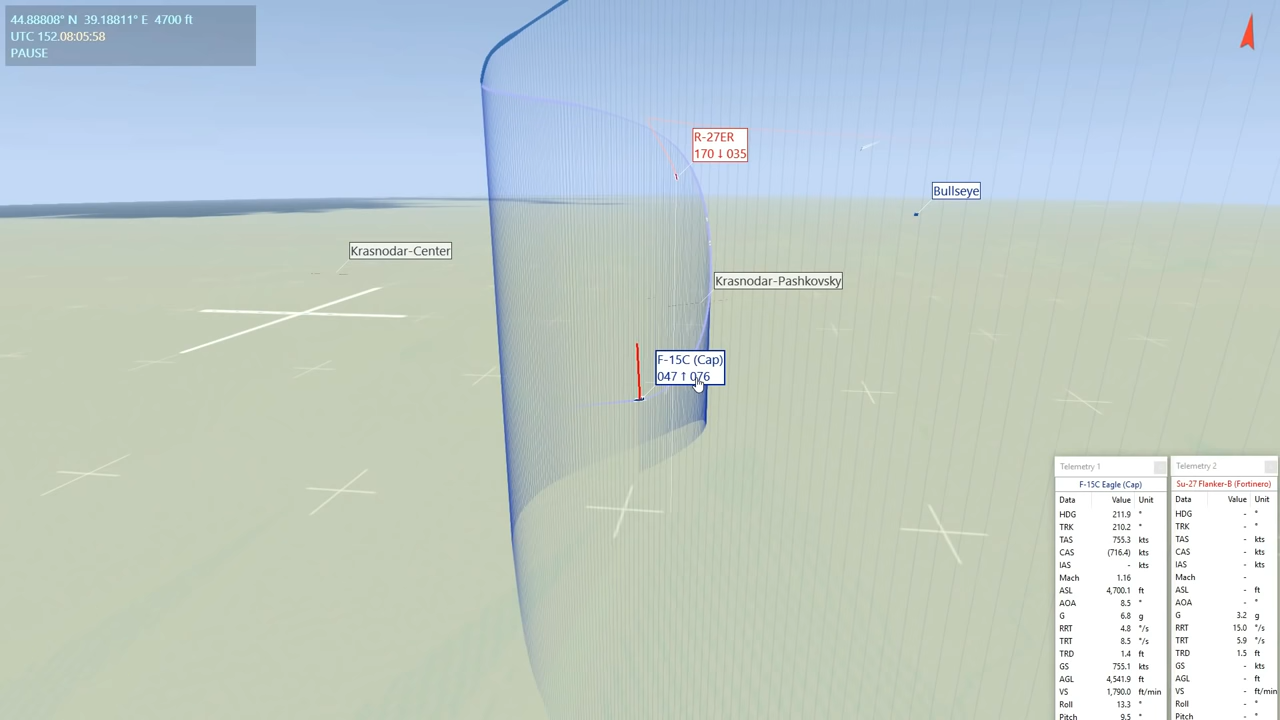 44.88808° N  39.18811° E  4700 ft
UTC 152.08:05:58
PAUSE
R-27ER
170 ↓ 035
Bullseye
Krasnodar-Center
Krasnodar-Pashkovsky
F-15C (Cap)
047 ↑ 076
Telemetry 1
F-15C Eagle (Cap)
Data Value Unit
HDG 211.9 °
TRK 210.2 °
TAS 755.3 kts
CAS (716.4) kts
IAS - kts
Mach 1.16
ASL 4,700.1 ft
AOA 8.5 °
G 6.8 g
RRT 4.8 °/s
TRT 8.5 °/s
TRD 1.4 ft
GS 755.1 kts
AGL 4,541.9 ft
VS 1,790.0 ft/min
Roll 13.3 °
Pitch 9.5 °
Telemetry 2
Su-27 Flanker-B (Fortinero)
Data Value Unit
HDG - °
TRK - °
TAS - kts
CAS - kts
IAS - kts
Mach -
ASL - ft
AOA - °
G 3.2 g
RRT 15.0 °/s
TRT 5.9 °/s
TRD 1.5 ft
GS - kts
AGL - ft
VS - ft/min
Roll - °
Pitch - °